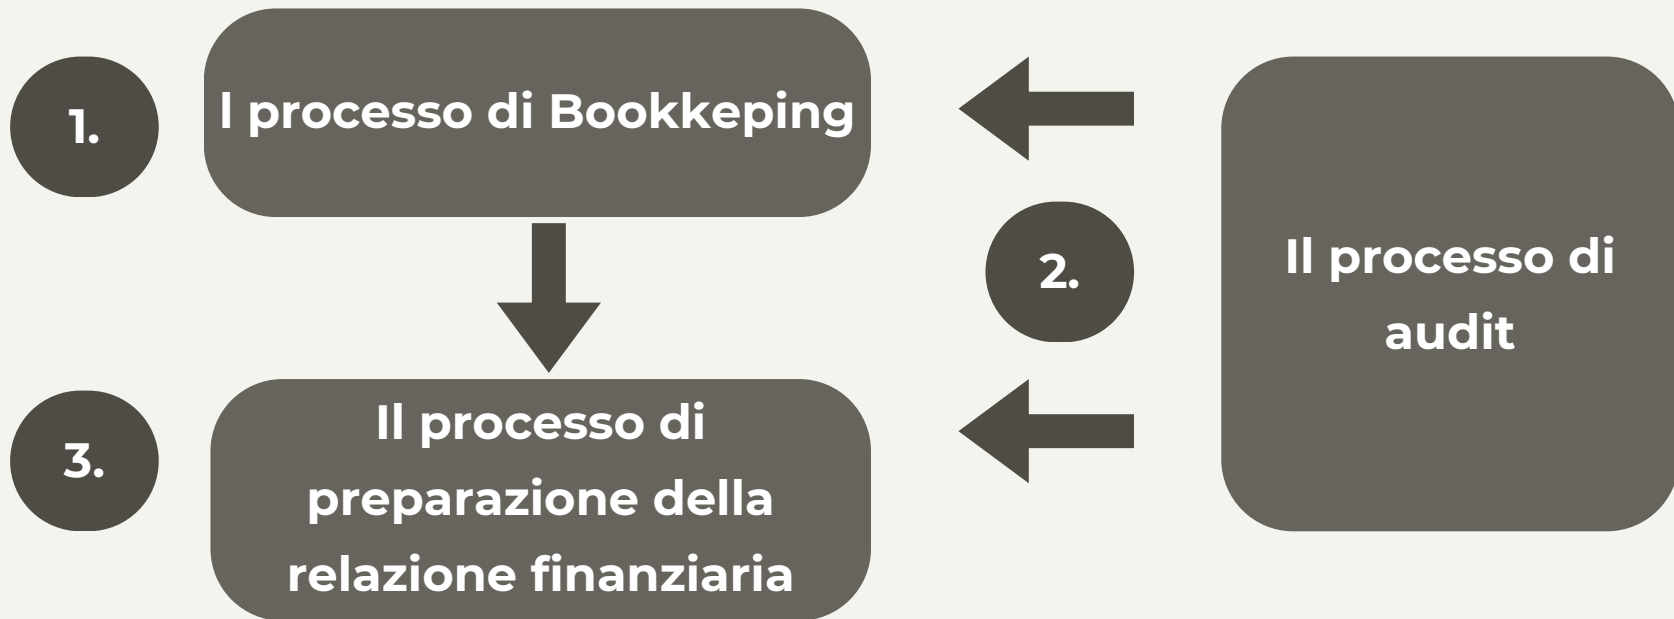 1.
l processo di Bookkeping
2.
Il processo di
audit
3.
Il processo di
preparazione della
relazione finanziaria